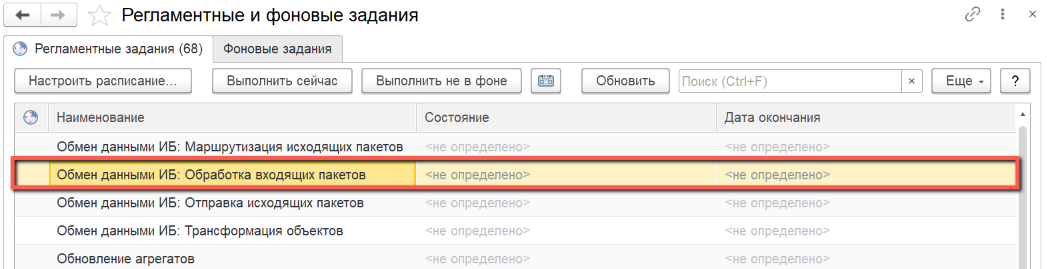 Регламентные и фоновые задания
Регламентные задания (68) Фоновые задания
Настроить расписание... Выполнить сейчас Выполнить не в фоне Обновить Поиск (Ctrl+F) × Еще ?
Наименование Состояние Дата окончания
Обмен данными ИБ: Маршрутизация исходящих пакетов <не определено> <не определено>
Обмен данными ИБ: Обработка входящих пакетов <не определено> <не определено>
Обмен данными ИБ: Отправка исходящих пакетов <не определено> <не определено>
Обмен данными ИБ: Трансформация объектов <не определено> <не определено>
Обновление агрегатов <не определено> <не определено>